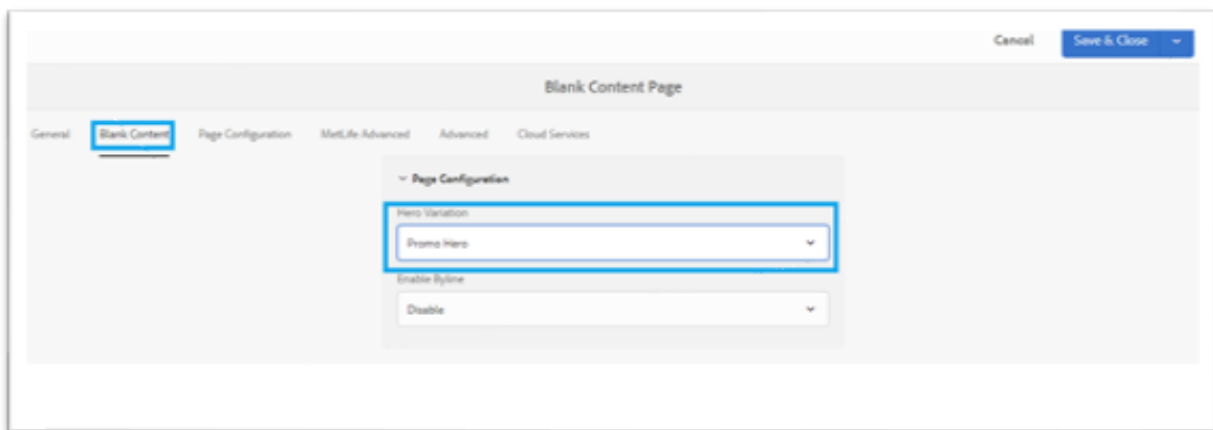 Cancel Save & Close
Blank Content Page
General Blank Content Page Configuration MetLife Advanced Advanced Cloud Services
Page Configuration
Hero Variation
Promo Hero
Enable Byline
Disable